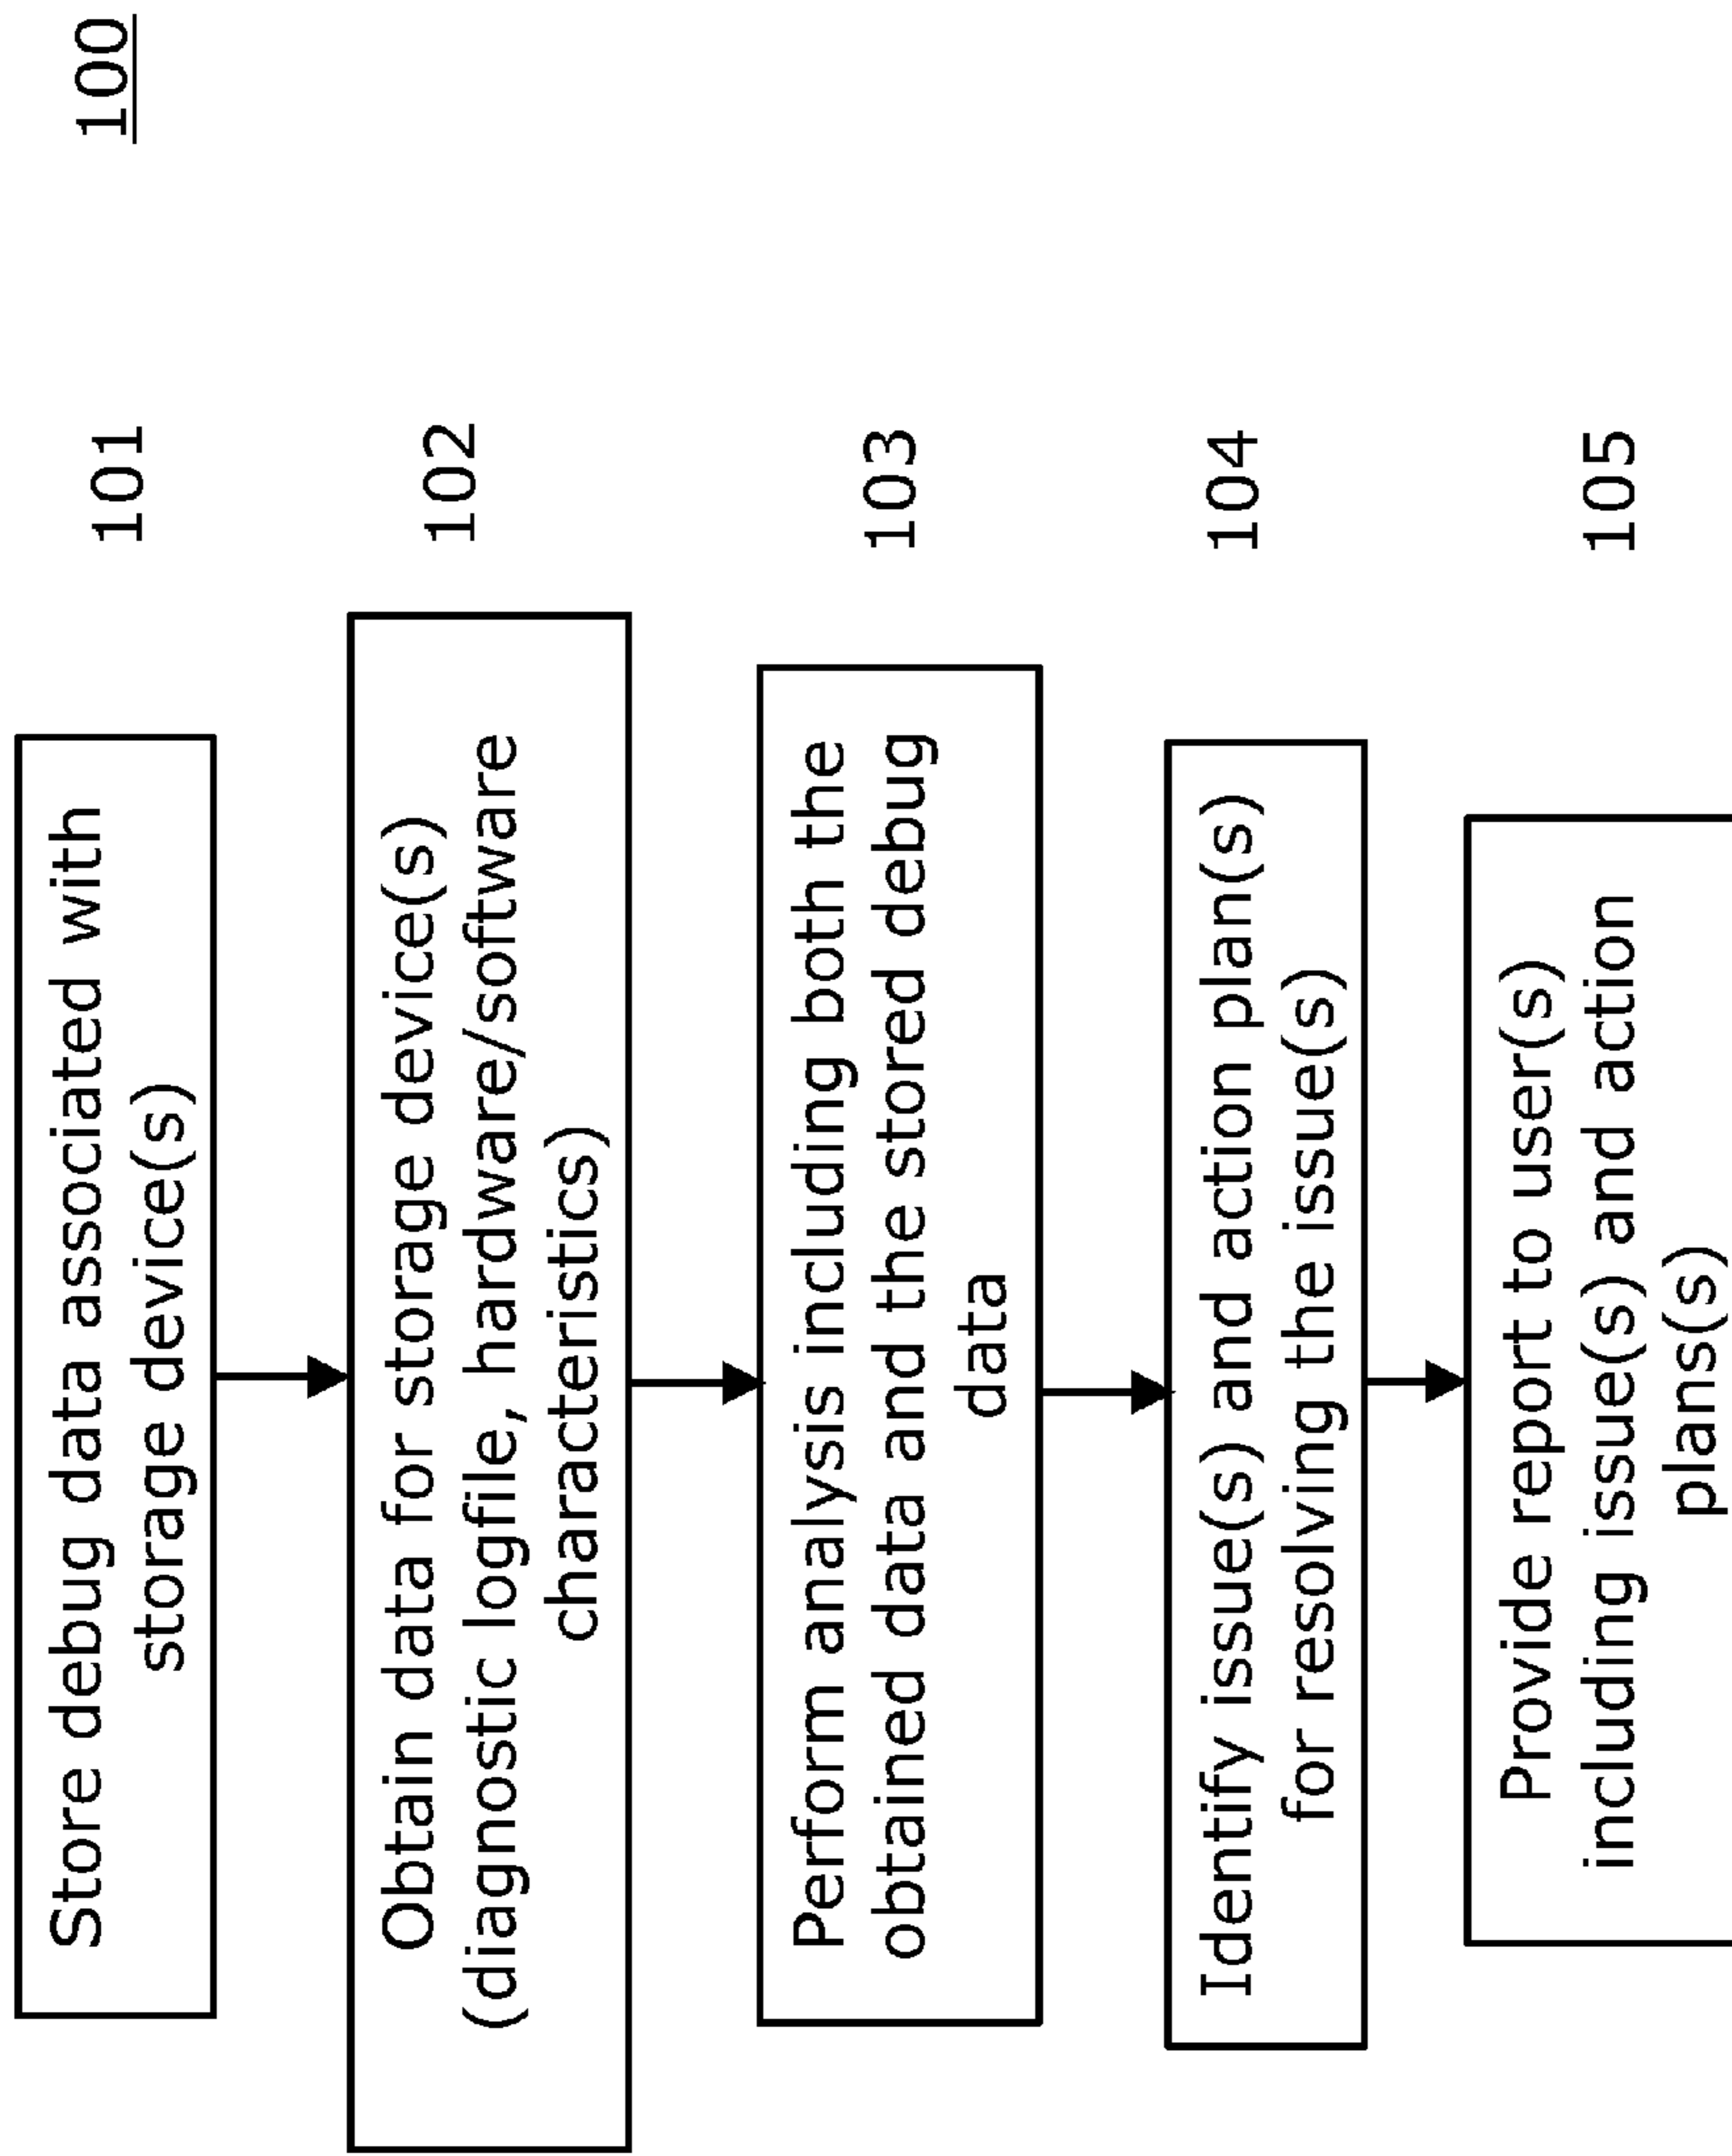 100
Store debug data associated with
storage device(s)
101
Obtain data for storage device(s)
(diagnostic logfile, hardware/software
characteristics)
102
Perform analysis including both the
obtained data and the stored debug
data
103
Identify issue(s) and action plan(s)
for resolving the issue(s)
104
Provide report to user(s)
including issue(s) and action
plans(s)
105